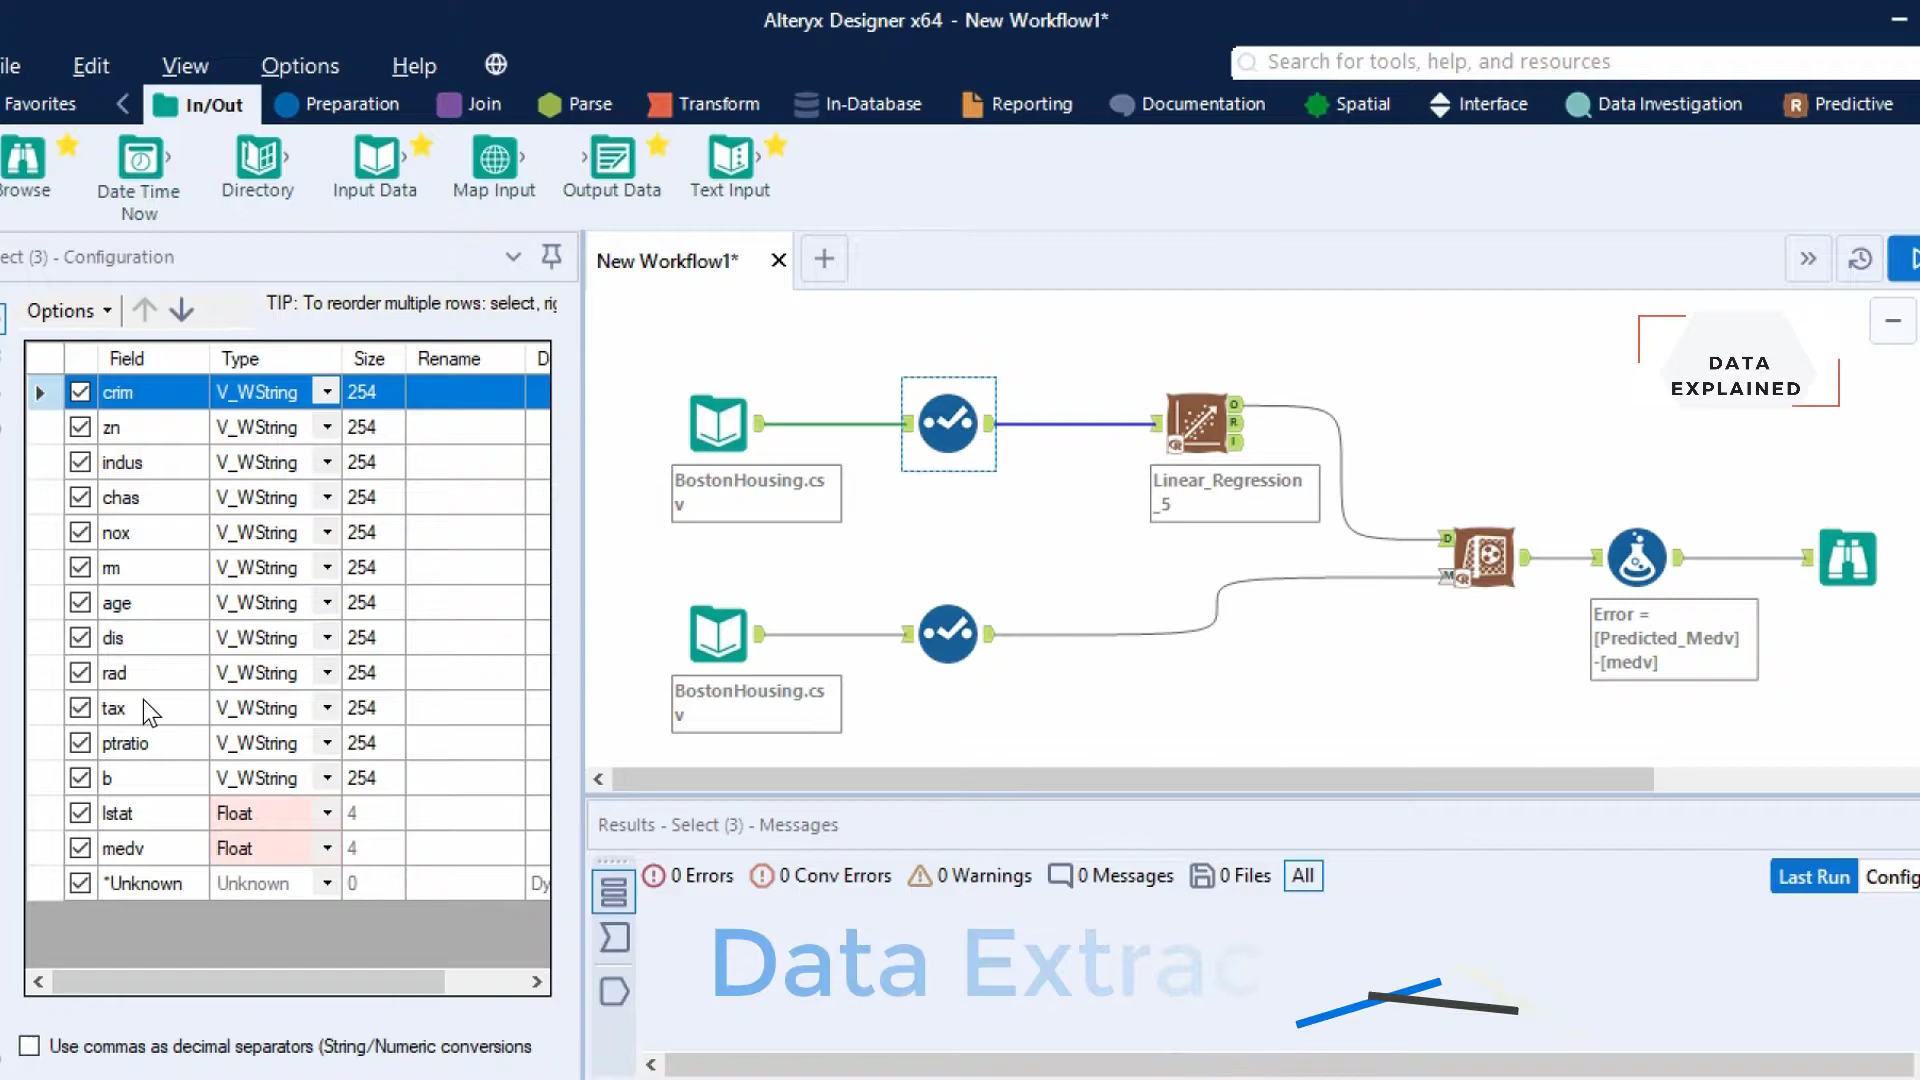 Alteryx Designer x64 - New Workflow1*
ile Edit View Options Help
Search for tools, help, and resources
Favorites In/Out Preparation Join Parse Transform In-Database Reporting Documentation Spatial Interface Data Investigation Predictive
Browse
Date Time
Now
Directory
Input Data
Map Input
Output Data
Text Input
ect (3) - Configuration
Options
TIP: To reorder multiple rows: select, rig
Field Type Size Rename D
crim V_WString 254
zn V_WString 254
indus V_WString 254
chas V_WString 254
nox V_WString 254
rm V_WString 254
age V_WString 254
dis V_WString 254
rad V_WString 254
tax V_WString 254
ptratio V_WString 254
b V_WString 254
lstat Float 4
medv Float 4
*Unknown Unknown 0 Dy
Use commas as decimal separators (String/Numeric conversions
New Workflow1*
DATA
EXPLAINED
BostonHousing.cs
v
O
R
I
Linear_Regression
_5
D
M
BostonHousing.cs
v
Error =
[Predicted_Medv]
-[medv]
Results - Select (3) - Messages
0 Errors 0 Conv Errors 0 Warnings 0 Messages 0 Files All
Last Run Config
Data Extrac